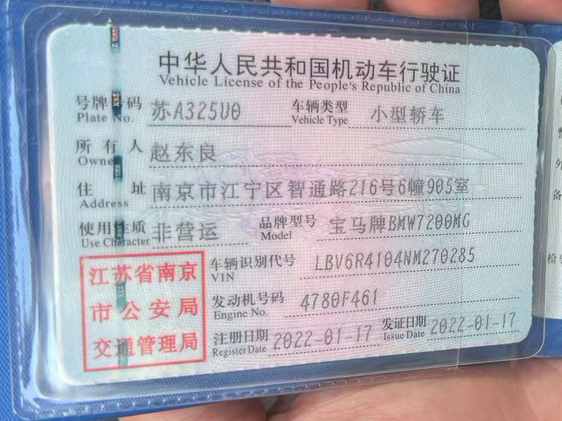 中华人民共和国机动车行驶证
Vehicle License of the People's Republic of China
号牌号码 苏A325U0 车辆类型 小型轿车
Plate No. Vehicle Type
所有人 赵东良
Owner
住址 南京市江宁区智通路216号6幢905室
Address
使用性质 非营运 品牌型号 宝马牌BMW7200MG
Use Character Model
江苏省南京 车辆识别代号 LBV6R4104NM270285
VIN
市公安局 发动机号码 4780F461
Engine No.
交通管理局 注册日期 2022-01-17 发证日期 2022-01-17
Register Date Issue Date